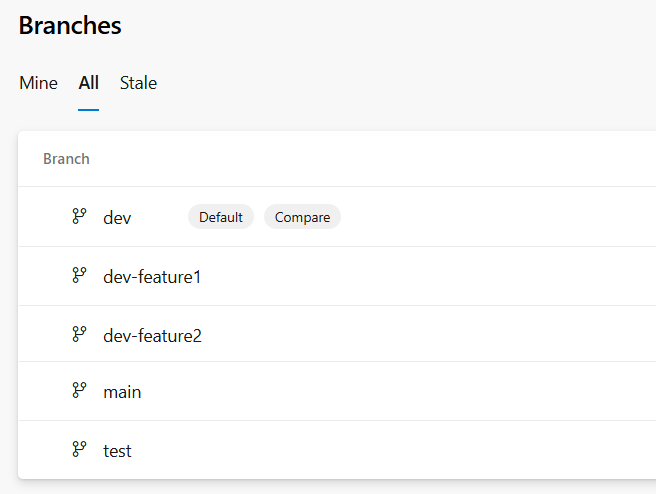 Branches
Mine All Stale
Branch
dev Default Compare
dev-feature1
dev-feature2
main
test